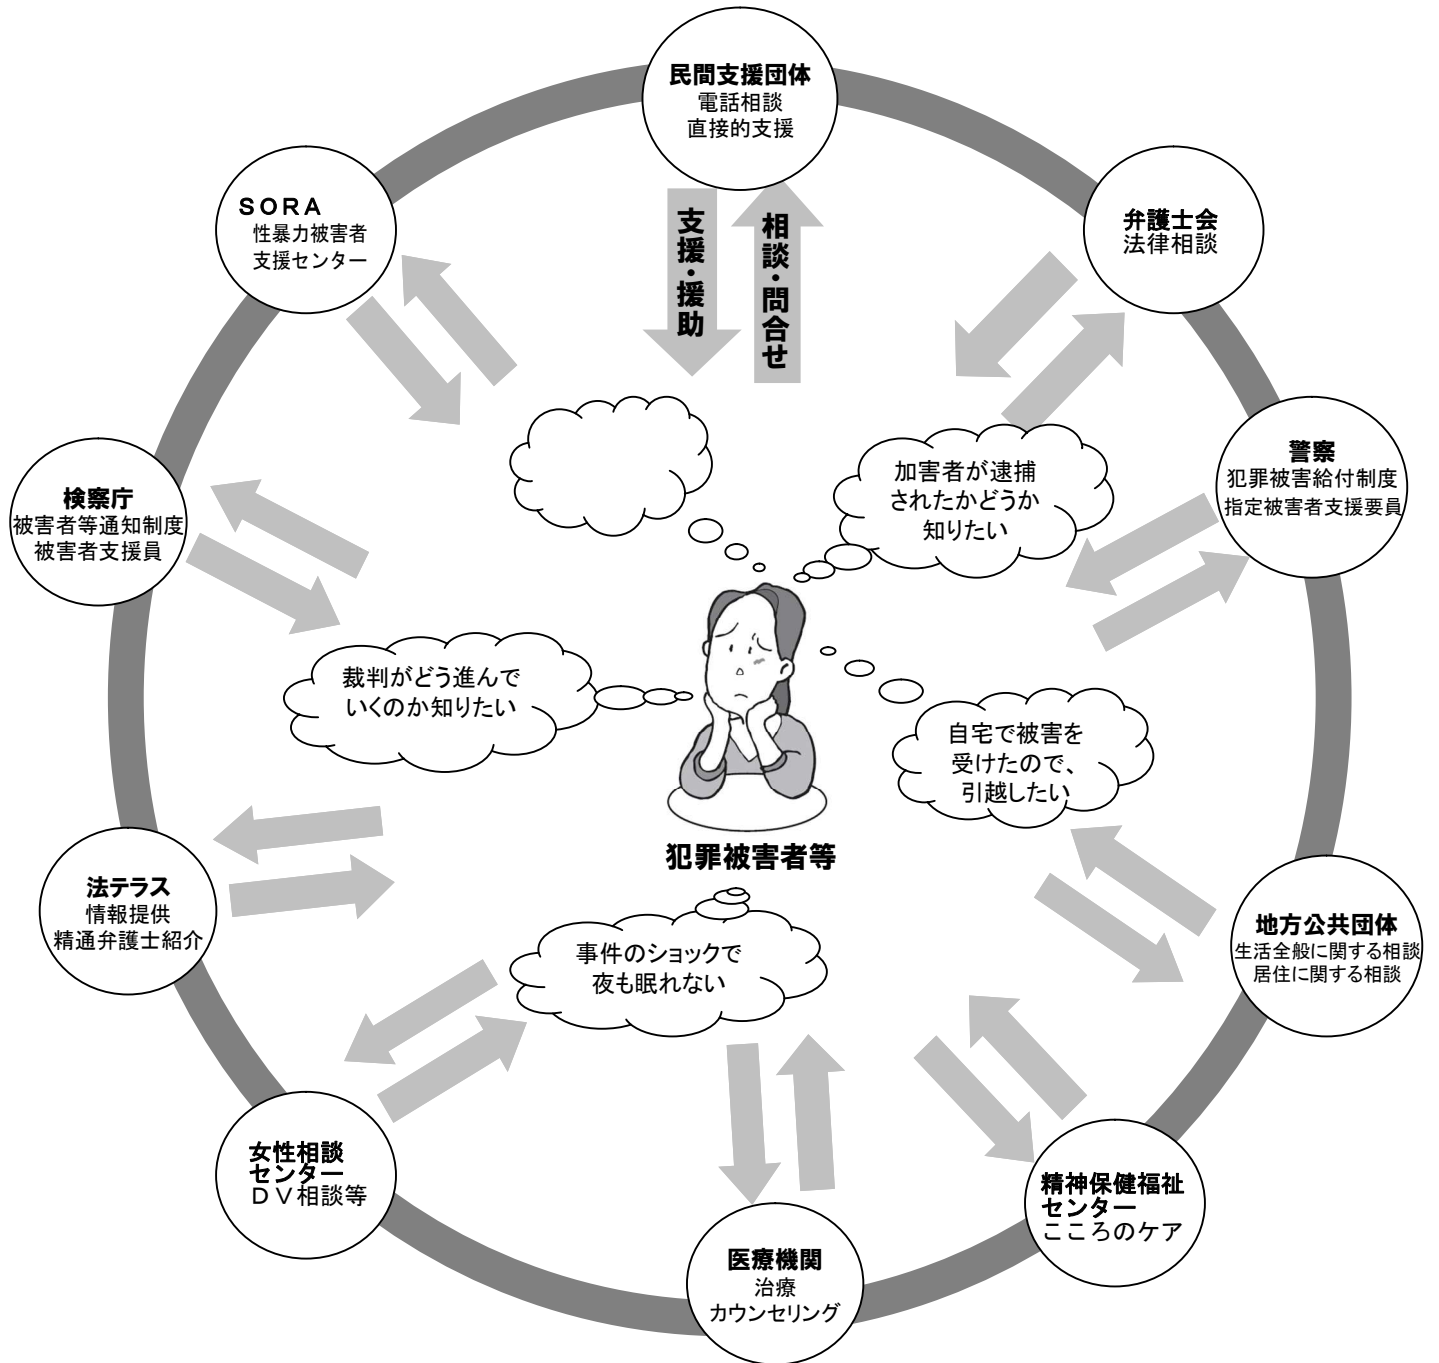 民間支援団体
電話相談
直接的支援
SORA
性暴力被害者
支援センター
弁護士会
法律相談
支援・援助
相談・問合せ
警察
犯罪被害給付制度
指定被害者支援要員
検察庁
被害者等通知制度
被害者支援員
加害者が逮捕
されたかどうか
知りたい
裁判がどう進んで
いくのか知りたい
自宅で被害を
受けたので、
引越したい
犯罪被害者等
法テラス
情報提供
精通弁護士紹介
地方公共団体
生活全般に関する相談
居住に関する相談
事件のショックで
夜も眠れない
女性相談
センター
DV相談等
精神保健福祉
センター
こころのケア
医療機関
治療
カウンセリング